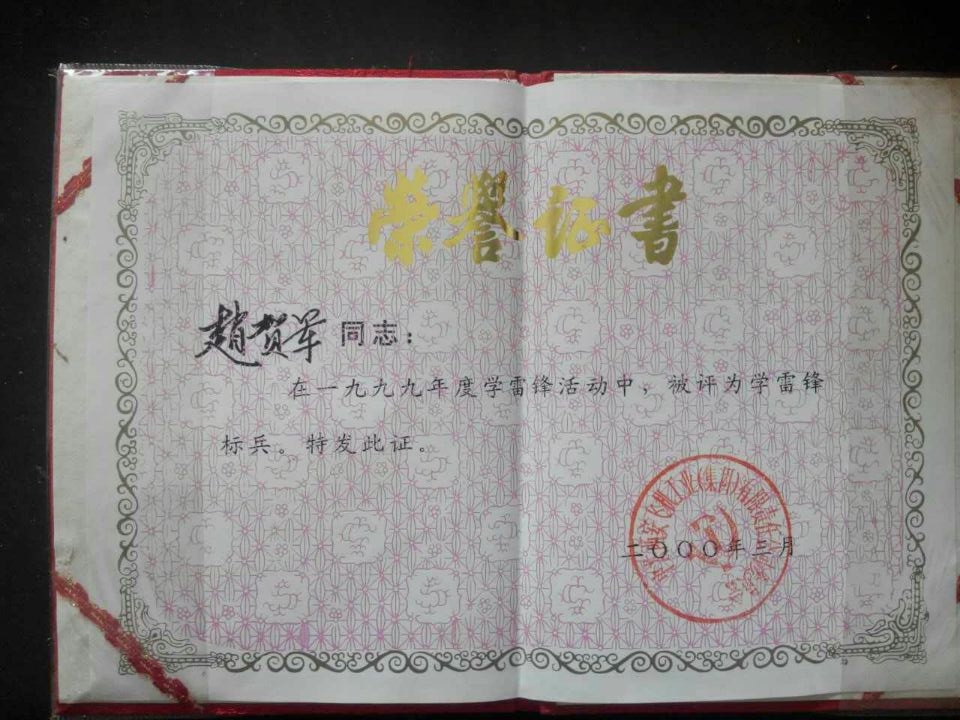 荣誉证书
趙贺军 同志：
在一九九九年度学雷锋活动中，被评为学雷锋
标兵。特发此证。
二〇〇〇年三月